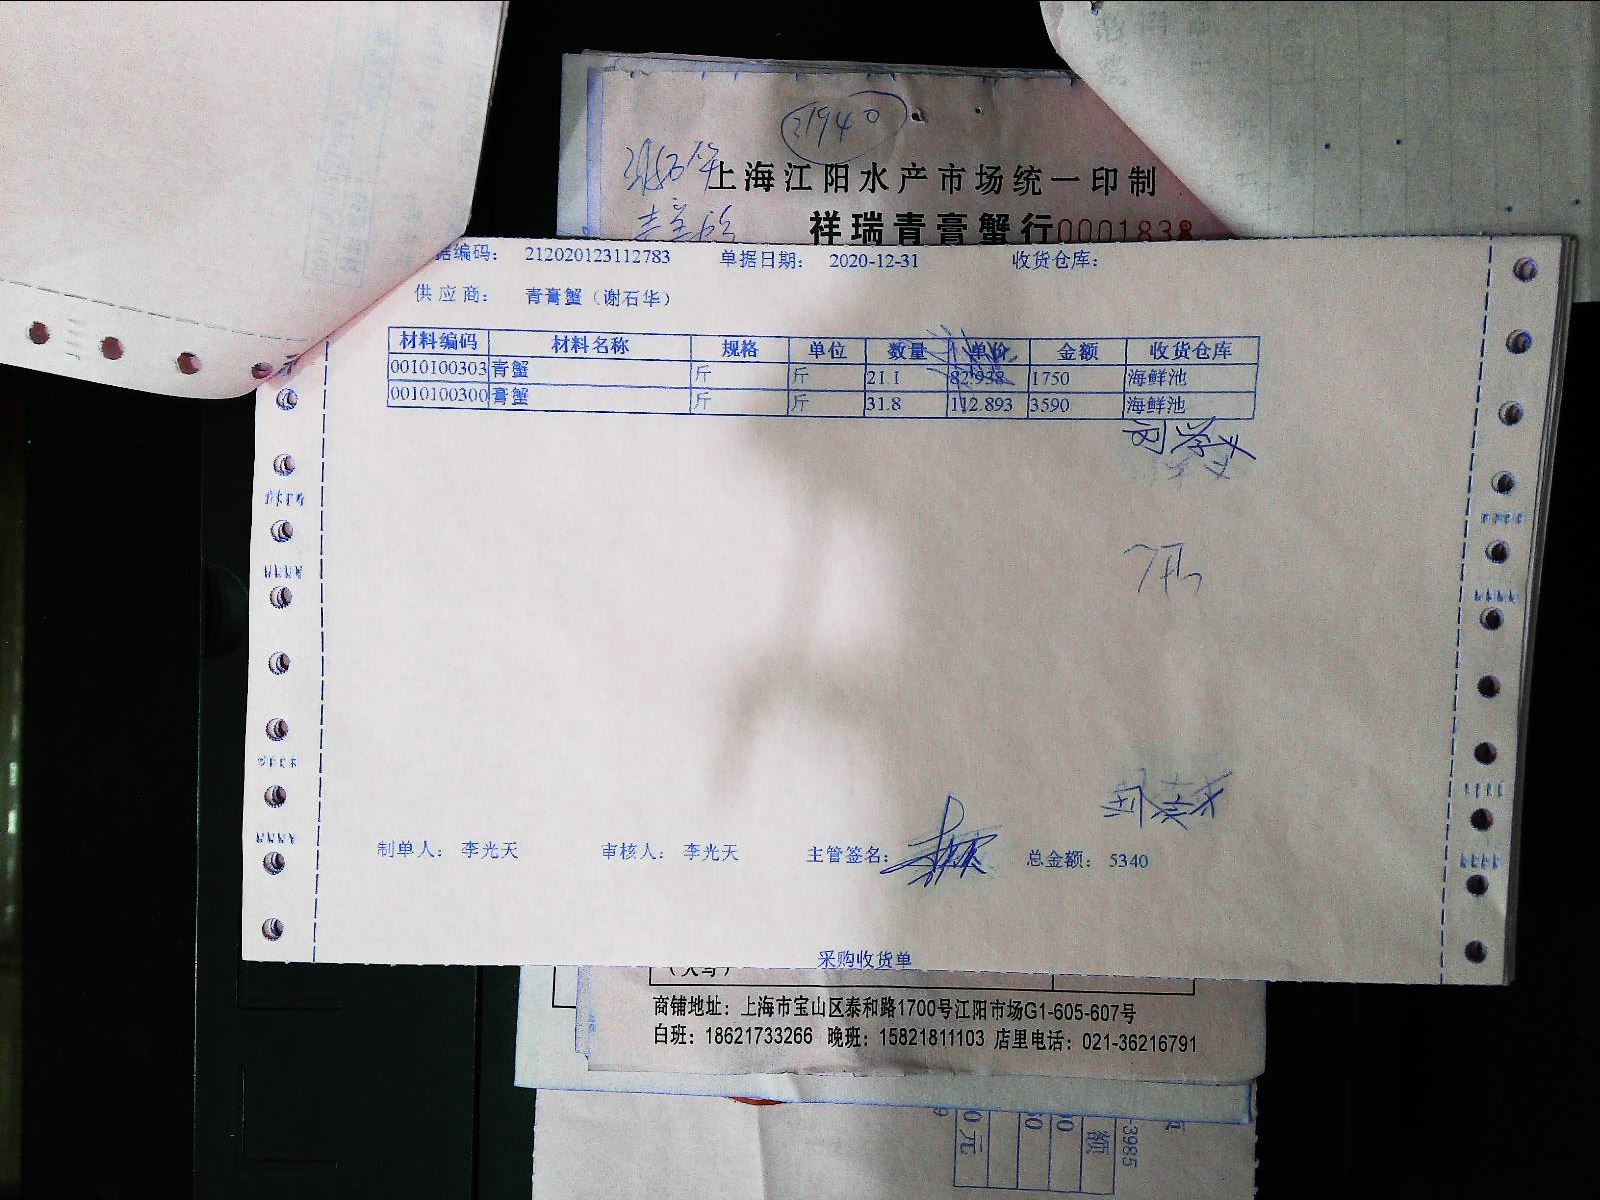 31940
上海江阳水产市场统一印制
祥瑞青膏蟹行0001838
据编码: 212020123112783 单据日期: 2020-12-31 收货仓库:
供应商: 青膏蟹（谢石华）
材料编码 材料名称 规格 单位 数量 单价 金额 收货仓库
0010100303 青蟹 斤 斤 21.1 82.938 1750 海鲜池
0010100300 膏蟹 斤 斤 31.8 112.893 3590 海鲜池
制单人: 李光天 审核人: 李光天 主管签名: 总金额: 5340
采购收货单
（大写）
商铺地址: 上海市宝山区泰和路1700号江阳市场G1-605-607号
白班: 18621733266 晚班: 15821811103 店里电话: 021-36216791
-3985
额
0元